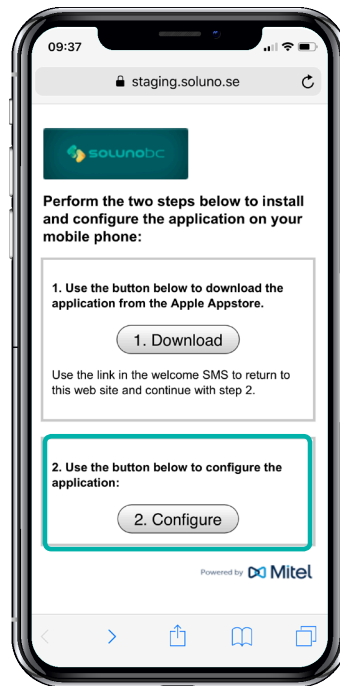 09:37
staging.soluno.se
solunobc
Perform the two steps below to install
and configure the application on your
mobile phone:
1. Use the button below to download the
application from the Apple Appstore.
1. Download
Use the link in the welcome SMS to return to
this web site and continue with step 2.
2. Use the button below to configure the
application:
2. Configure
Powered by Mitel